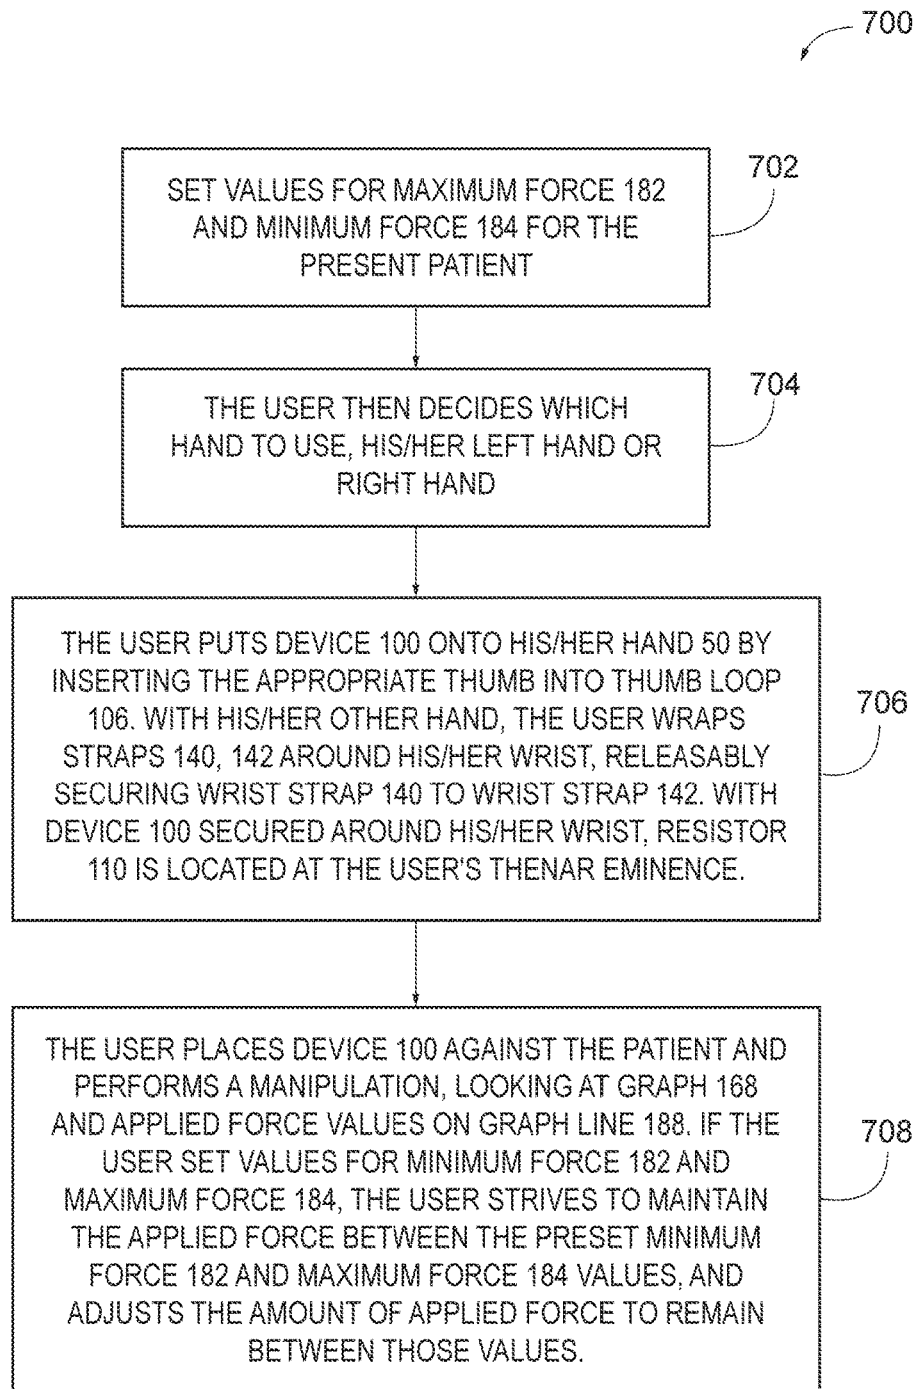 700
702
SET VALUES FOR MAXIMUM FORCE 182
AND MINIMUM FORCE 184 FOR THE
PRESENT PATIENT
704
THE USER THEN DECIDES WHICH
HAND TO USE, HIS/HER LEFT HAND OR
RIGHT HAND
706
THE USER PUTS DEVICE 100 ONTO HIS/HER HAND 50 BY
INSERTING THE APPROPRIATE THUMB INTO THUMB LOOP
106. WITH HIS/HER OTHER HAND, THE USER WRAPS
STRAPS 140, 142 AROUND HIS/HER WRIST, RELEASABLY
SECURING WRIST STRAP 140 TO WRIST STRAP 142. WITH
DEVICE 100 SECURED AROUND HIS/HER WRIST, RESISTOR
110 IS LOCATED AT THE USER'S THENAR EMINENCE.
708
THE USER PLACES DEVICE 100 AGAINST THE PATIENT AND
PERFORMS A MANIPULATION, LOOKING AT GRAPH 168
AND APPLIED FORCE VALUES ON GRAPH LINE 188. IF THE
USER SET VALUES FOR MINIMUM FORCE 182 AND
MAXIMUM FORCE 184, THE USER STRIVES TO MAINTAIN
THE APPLIED FORCE BETWEEN THE PRESET MINIMUM
FORCE 182 AND MAXIMUM FORCE 184 VALUES, AND
ADJUSTS THE AMOUNT OF APPLIED FORCE TO REMAIN
BETWEEN THOSE VALUES.